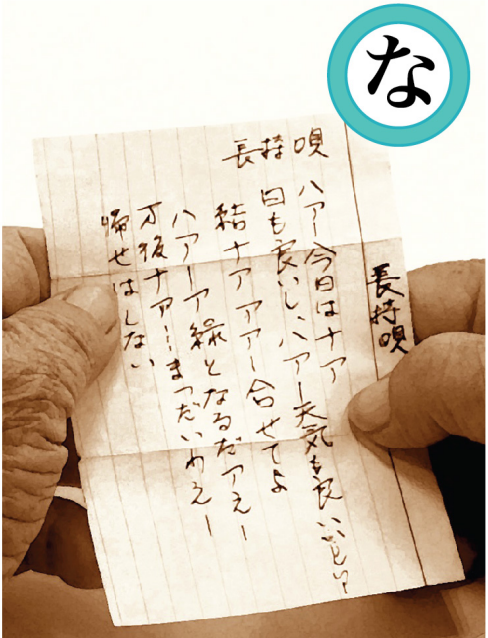 な
長持唄
長持唄
ハアー今日はナア
日も良いし、ハアー天気も良いし
結ナアアアー合せてよ
ハアーア縁となるだアえー
万後ナアーまつだいわえー
帰せはしない